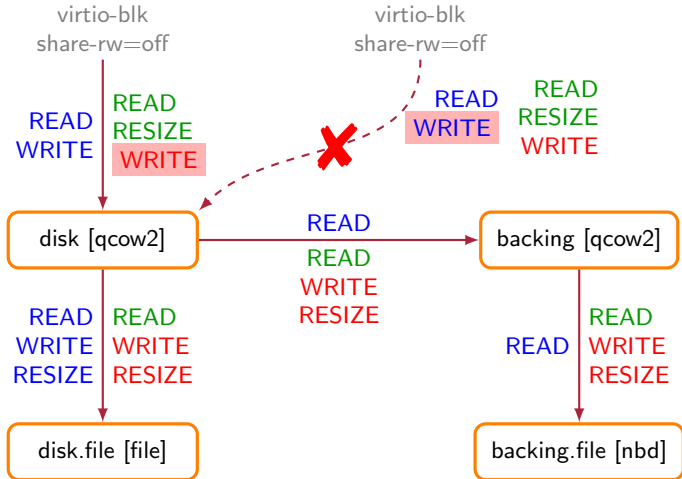 virtio-blk
share-rw=off
virtio-blk
share-rw=off
READ
WRITE
READ
RESIZE
WRITE
READ
WRITE
READ
RESIZE
WRITE
disk [qcow2]
READ
READ
WRITE
RESIZE
backing [qcow2]
READ
WRITE
RESIZE
READ
WRITE
RESIZE
READ
READ
WRITE
RESIZE
disk.file [file]
backing.file [nbd]